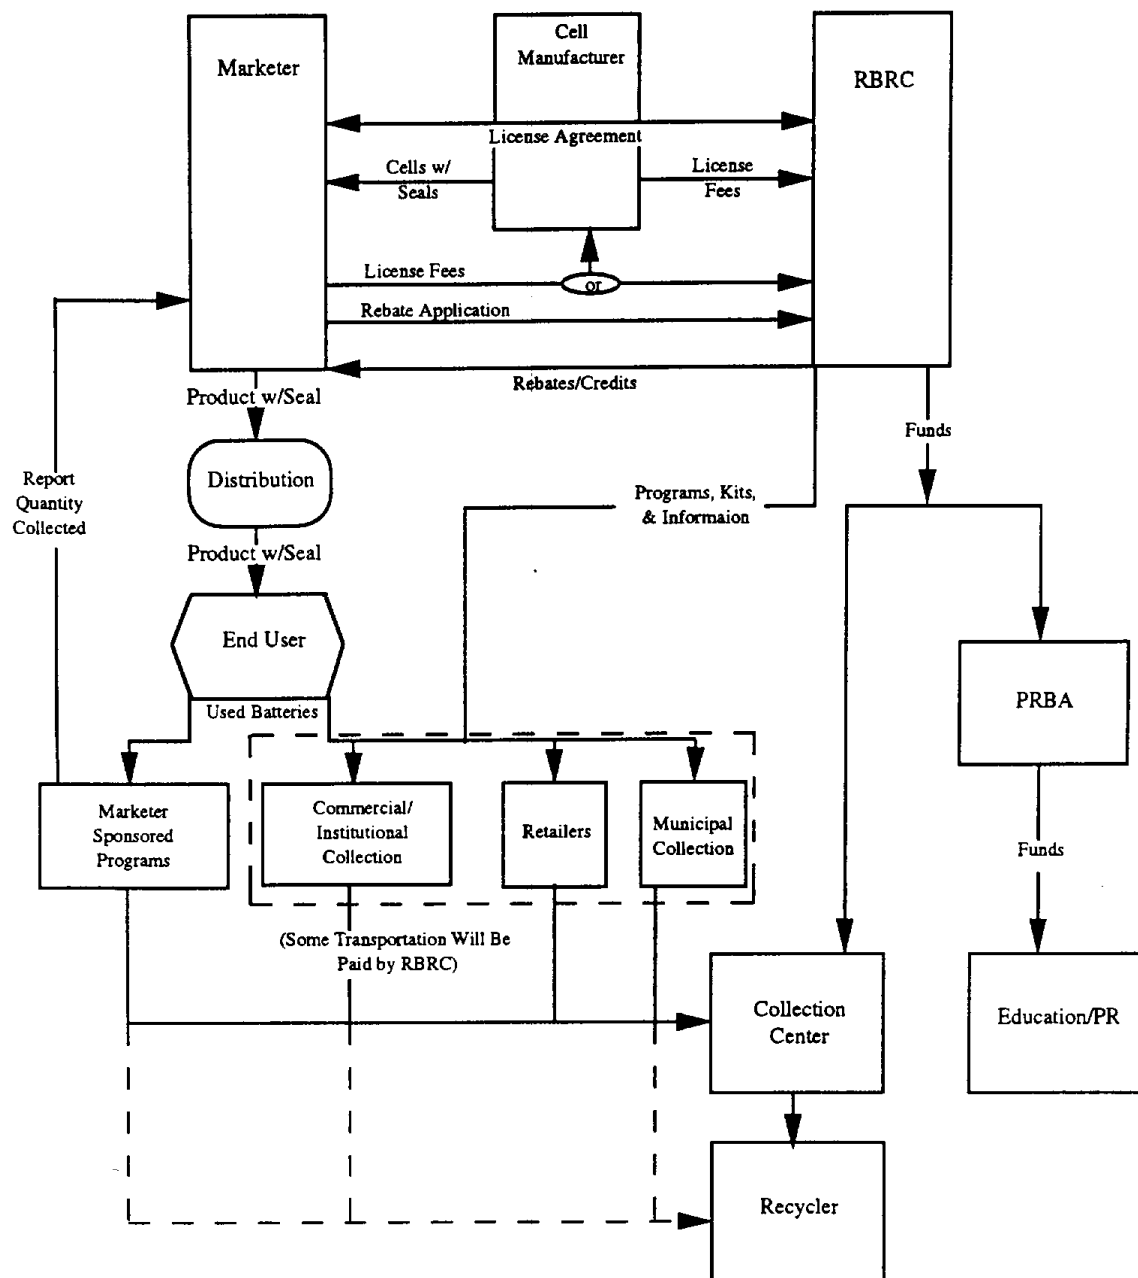 Marketer
Cell
Manufacturer
RBRC
License Agreement
Cells w/
Seals
License
Fees
License Fees
or
Rebate Application
Rebates/Credits
Product w/Seal
Funds
Distribution
Report
Quantity
Collected
Programs, Kits,
& Informaion
Product w/Seal
End User
Used Batteries
PRBA
Marketer
Sponsored
Programs
Commercial/
Institutional
Collection
Retailers
Municipal
Collection
Funds
(Some Transportation Will Be
Paid by RBRC)
Collection
Center
Education/PR
Recycler